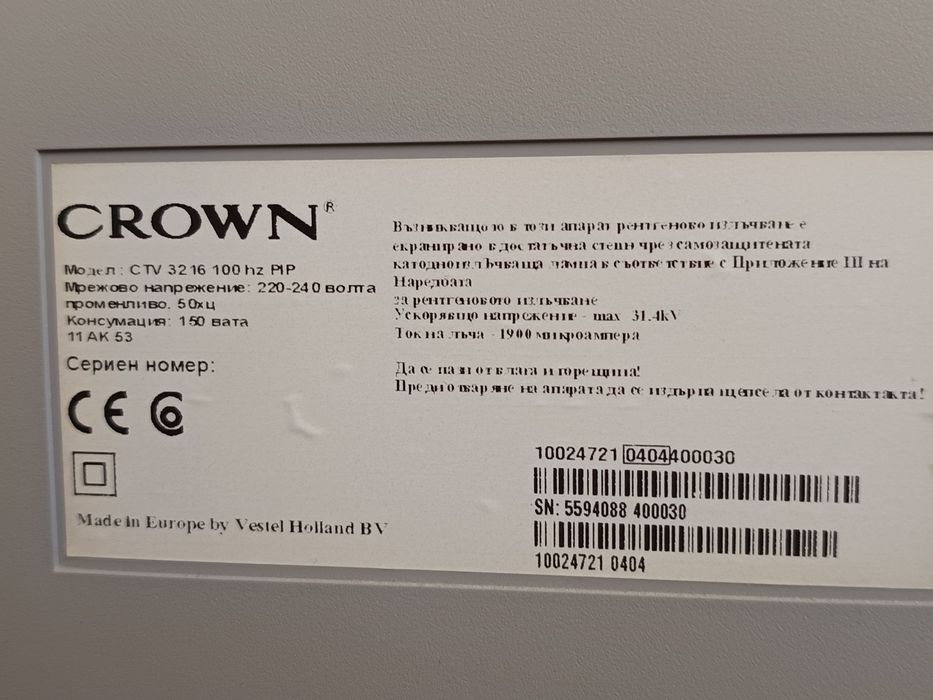 CROWN®
Модел : CTV 3216 100 hz PIP
Мрежово напрежение: 220-240 волта
променливо. 50хц
Консумация: 150 вата
11 AK 53
Сериен номер:
CE
Made in Europe by Vestel Holland BV
Възникващото в този апарат рентгеново излъчване е
екранирано в достатъчна степен чрез самозащитената
катодноизлъчваща лампа в съответствие с Приложение III на
Наредбата
за рентгеновото излъчване
Ускоряващо напрежение - max 31.4kV
Ток на лъча - 1900 микроампера
Да се пази от влага и горещина!
Преди отваряне на апарата да се издърпа щепсела от контакта!
10024721 0404400030
SN: 5594088 400030
10024721 0404